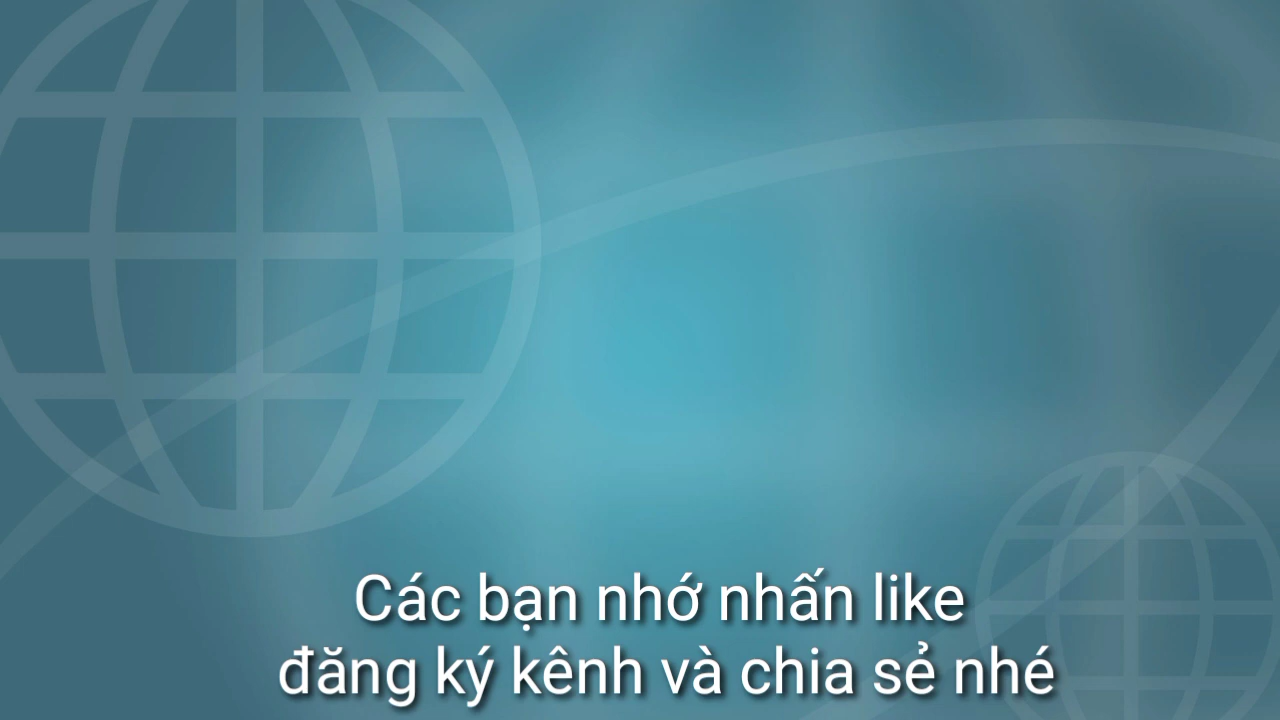 Các bạn nhớ nhấn like
đăng ký kênh và chia sẻ nhé